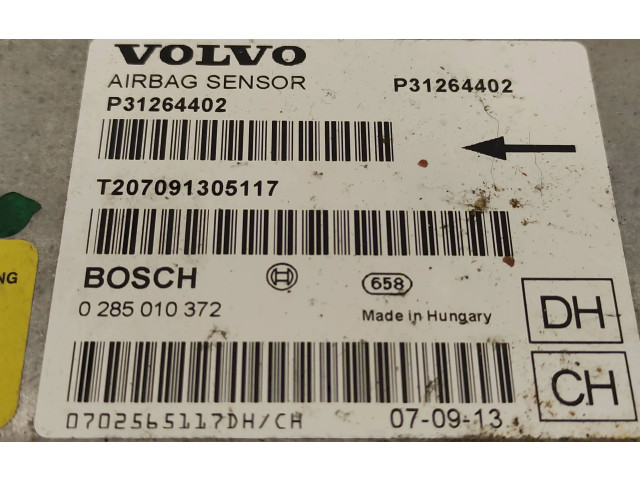 VOLVO
AIRBAG SENSOR P31264402
P31264402
T207091305117
NG
BOSCH 658
0 285 010 372 Made in Hungary
DH
CH
0702565117DH/CH 07-09-13